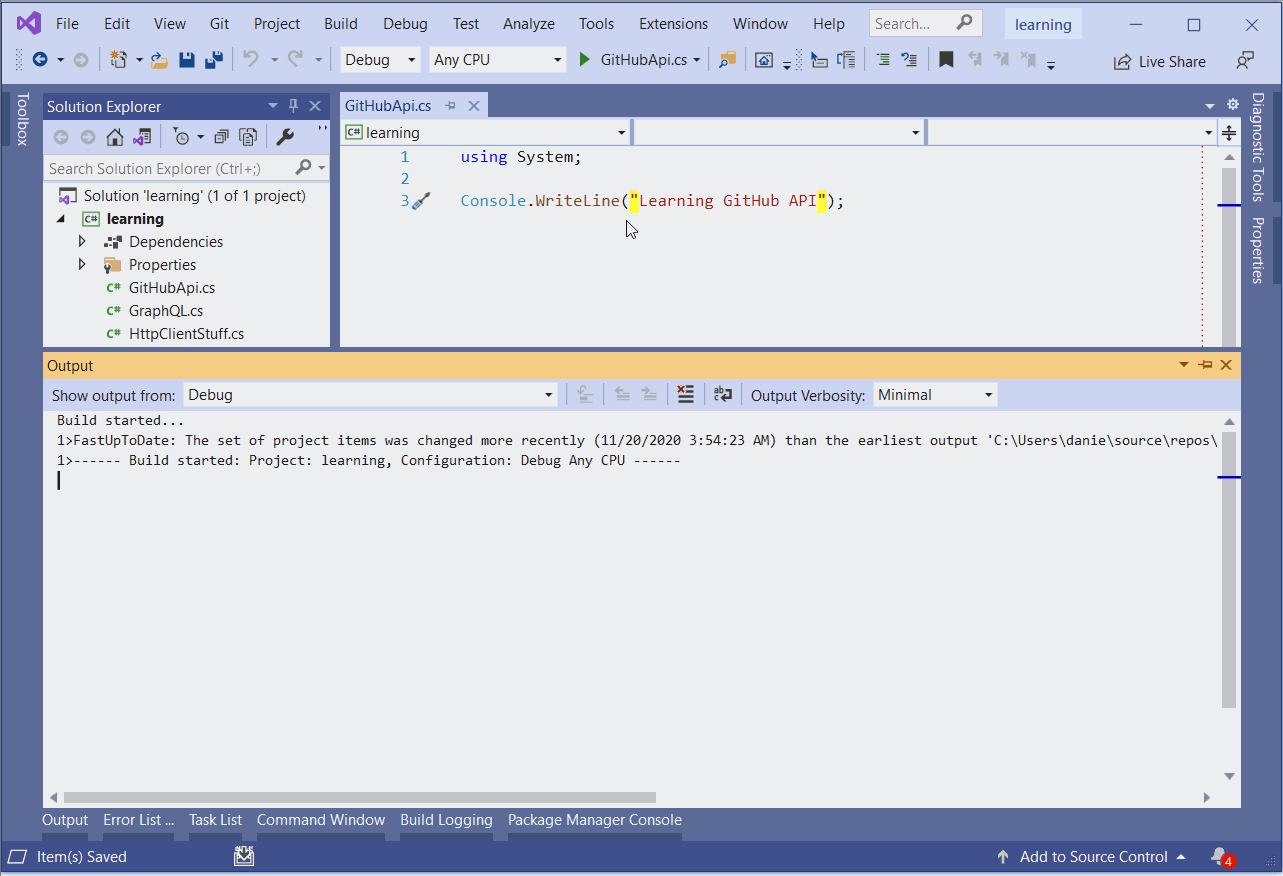 File Edit View Git Project Build Debug Test Analyze Tools Extensions Window Help Search... learning
Debug Any CPU GitHubApi.cs Live Share
Toolbox
Solution Explorer
Search Solution Explorer (Ctrl+;)
Solution 'learning' (1 of 1 project)
C# learning
Dependencies
Properties
C# GitHubApi.cs
C# GraphQL.cs
C# HttpClientStuff.cs
GitHubApi.cs
C# learning
1 using System;
2
3 Console.WriteLine("Learning GitHub API");
Diagnostic Tools
Properties
Output
Show output from: Debug Output Verbosity: Minimal
Build started...
1>FastUpToDate: The set of project items was changed more recently (11/20/2020 3:54:23 AM) than the earliest output 'C:\Users\danie\source\repos\
1>------ Build started: Project: learning, Configuration: Debug Any CPU ------
Output Error List ... Task List Command Window Build Logging Package Manager Console
Item(s) Saved Add to Source Control 4